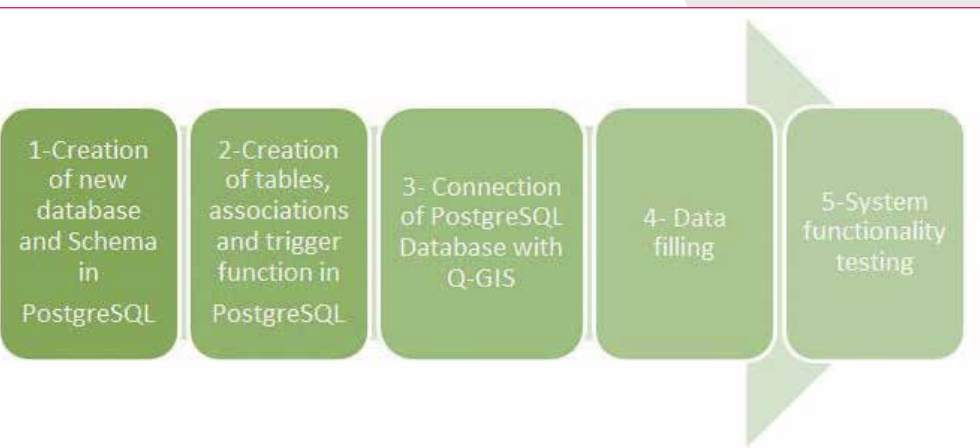 1-Creation
of new
database
and Schema
in
PostgreSQL
2-Creation
of tables,
associations
and trigger
function in
PostgreSQL
3- Connection
of PostgreSQL
Database with
Q-GIS
4- Data
filling
5-System
functionality
testing